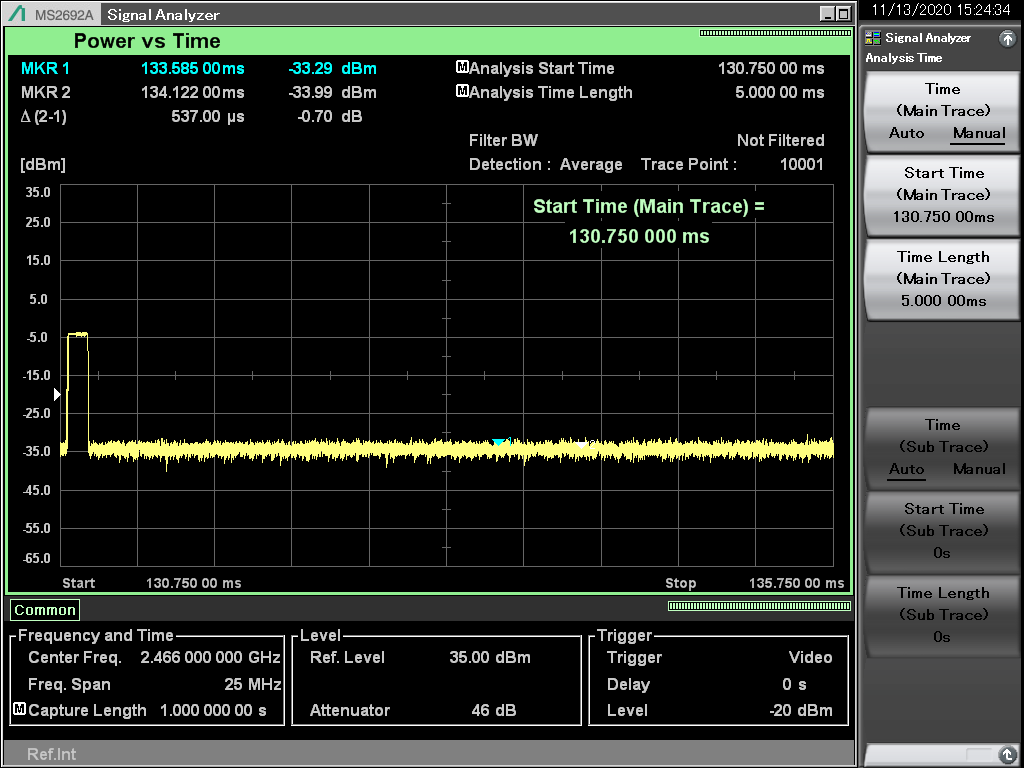 MS2692A Signal Analyzer
11/13/2020 15:24:34
Power vs Time
MKR 1 133.585 00 ms -33.29 dBm
MKR 2 134.122 00 ms -33.99 dBm
Δ (2-1) 537.00 µs -0.70 dB
M Analysis Start Time 130.750 00 ms
M Analysis Time Length 5.000 00 ms
Filter BW Not Filtered
Detection : Average Trace Point : 10001
[dBm]
35.0
25.0
15.0
5.0
-5.0
-15.0
-25.0
-35.0
-45.0
-55.0
-65.0
Start Time (Main Trace) =
130.750 000 ms
1
Start 130.750 00 ms Stop 135.750 00 ms
Common
Frequency and Time
Center Freq. 2.466 000 000 GHz
Freq. Span 25 MHz
M Capture Length 1.000 000 00 s
Level
Ref. Level 35.00 dBm
Attenuator 46 dB
Trigger
Trigger Video
Delay 0 s
Level -20 dBm
Ref.Int
Signal Analyzer
Analysis Time
Time
(Main Trace)
Auto Manual
Start Time
(Main Trace)
130.750 00ms
Time Length
(Main Trace)
5.000 00ms
Time
(Sub Trace)
Auto Manual
Start Time
(Sub Trace)
0s
Time Length
(Sub Trace)
0s